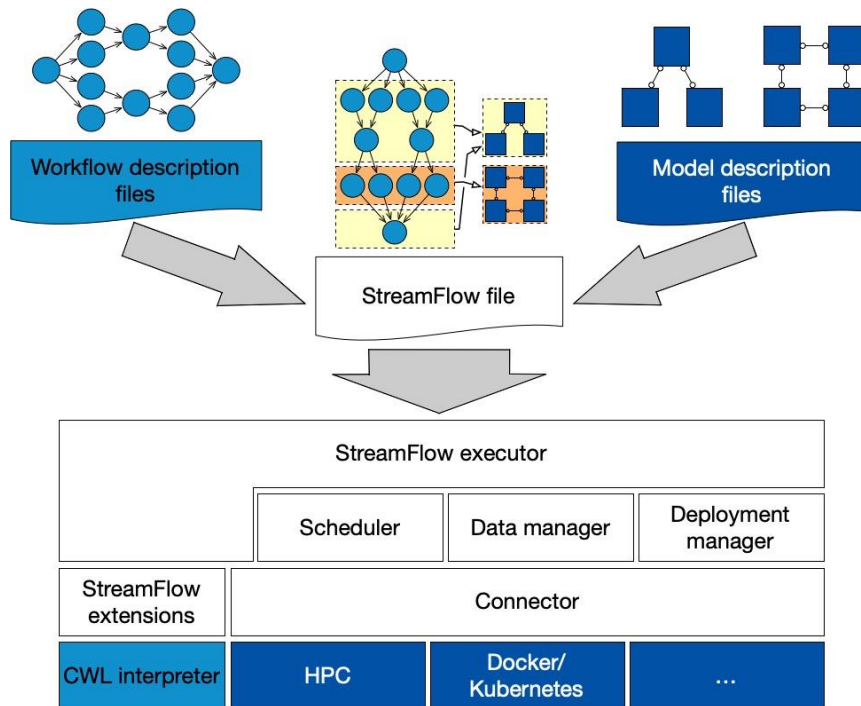 Workflow description
files
Model description
files
StreamFlow file
StreamFlow executor
Scheduler
Data manager
Deployment
manager
StreamFlow
extensions
Connector
CWL interpreter
HPC
Docker/
Kubernetes
...